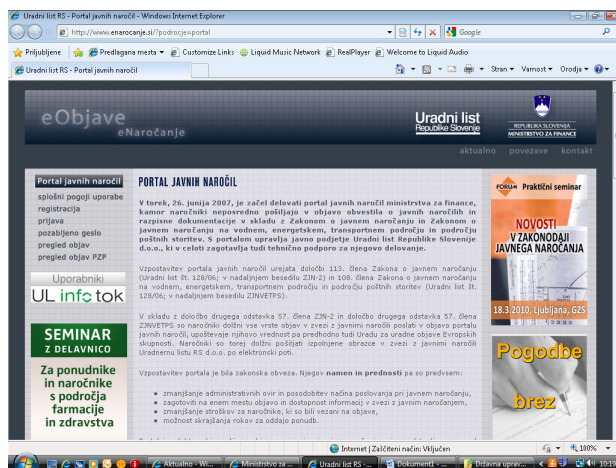 Uradni list RS - Portal javnih naročil - Windows Internet Explorer
http://www.enarocanje.si/?podrocje=portal
Google
Priljubljene Predlagana mesta Customize Links Liquid Music Network RealPlayer Welcome to Liquid Audio
Uradni list RS - Portal javnih naročil
Stran Varnost Orodja
eObjave
eNaročanje
Uradni list
Republike Slovenije
REPUBLIKA SLOVENIJA
MINISTRSTVO ZA FINANCE
aktualno povezave kontakt
Portal javnih naročil
splošni pogoji uporabe
registracija
prijava
pozabljeno geslo
pregled objav
pregled objav PZP
Uporabniki
UL info tok
SEMINAR
Z DELAVNICO
Za ponudnike
in naročnike
s področja
farmacije
in zdravstva
PORTAL JAVNIH NAROČIL
V torek, 26. junija 2007, je začel delovati portal javnih naročil ministrstva za finance,
kamor naročniki neposredno pošiljajo v objavo obvestila o javnih naročilih in
razpisne dokumentacije v skladu z Zakonom o javnem naročanju in Zakonom o
javnem naročanju na vodnem, energetskem, transportnem področju in področju
poštnih storitev. S portalom upravlja javno podjetje Uradni list Republike Slovenije
d.o.o., ki v celoti zagotavlja tudi tehnično podporo za njegovo delovanje.
Vzpostavitev portala javnih naročil urejata določbi 113. člena Zakona o javnem naročanju
(Uradni list št. 128/06; v nadaljnjem besedilu ZJN-2) in 108. člena Zakona o javnem naročanju
na vodnem, energetskem, transportnem področju in področju poštnih storitev (Uradni list št.
128/06; v nadaljnjem besedilu ZJNVETPS).
V skladu z določbo drugega odstavka 57. člena ZJN-2 in določbo drugega odstavka 57. člena
ZJNVETPS so naročniki dolžni vse vrste objav v zvezi z javnimi naročili poslati v objavo portalu
javnih naročil, upoštevaje njihovo vrednost pa predhodno tudi Uradu za uradne objave Evropskih
skupnosti. Naročniki so torej dolžni pošiljati izpolnjene obrazce v zvezi z javnimi naročili
Uradnemu listu RS d.o.o. po elektronski poti.
Vzpostavitev portala je bila zakonska obveza. Njegov namen in prednosti pa so predvsem:
• zmanjšanje administrativnih ovir in posodobitev načina poslovanja pri javnem naročanju,
• zagotoviti na enem mestu objavo in dostopnost informacij v zvezi z javnim naročanjem,
• zmanjšanje stroškov za naročnike, ki so bili vezani na objave,
• možnost skrajšanja rokov za oddajo ponudb.
FORUM Praktični seminar
NOVOSTI
V ZAKONODAJI
JAVNEGA NAROČANJA
18.3.2010, Ljubljana, GZS
Pogodbe
brez
Internet | Zaščiteni način: Vključen
100%
Aktualno - Wi... Ministrstvo za ... Uradni list RS -... Dokument1 - ... Državna uprav...